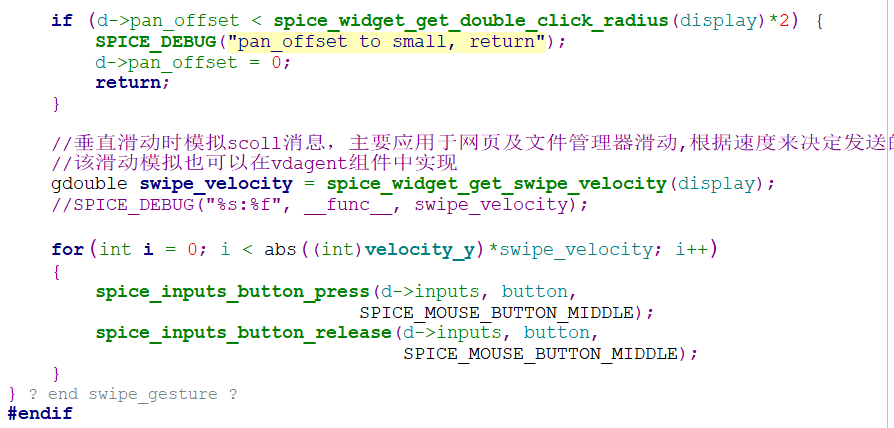 if (d->pan_offset < spice_widget_get_double_click_radius(display)*2) {
SPICE_DEBUG("pan_offset to small, return");
d->pan_offset = 0;
return;
}
//垂直滑动时模拟scoll消息，主要应用于网页及文件管理器滑动,根据速度来决定发送的
//该滑动模拟也可以在vdagent组件中实现
gdouble swipe_velocity = spice_widget_get_swipe_velocity(display);
//SPICE_DEBUG("%s:%f", __func__, swipe_velocity);
for(int i = 0; i < abs((int)velocity_y)*swipe_velocity; i++)
{
spice_inputs_button_press(d->inputs, button,
SPICE_MOUSE_BUTTON_MIDDLE);
spice_inputs_button_release(d->inputs, button,
SPICE_MOUSE_BUTTON_MIDDLE);
}
} ? end swipe_gesture ?
#endif